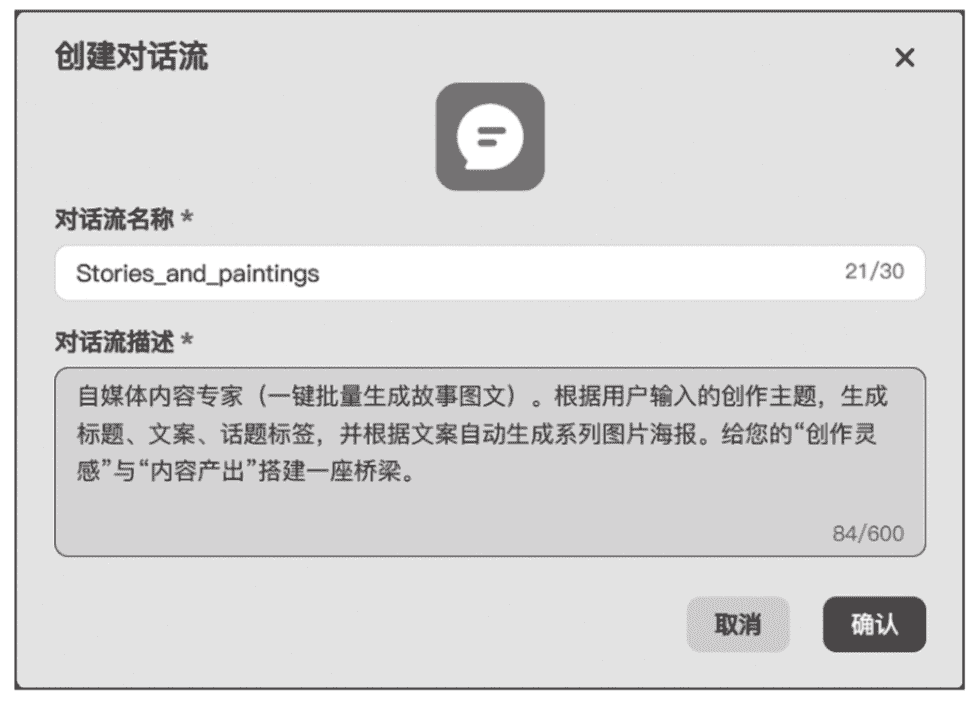 创建对话流
对话流名称 *
Stories_and_paintings 21/30
对话流描述 *
自媒体内容专家（一键批量生成故事图文）。根据用户输入的创作主题，生成
标题、文案、话题标签，并根据文案自动生成系列图片海报。给您的“创作灵
感”与“内容产出”搭建一座桥梁。
84/600
取消 确认